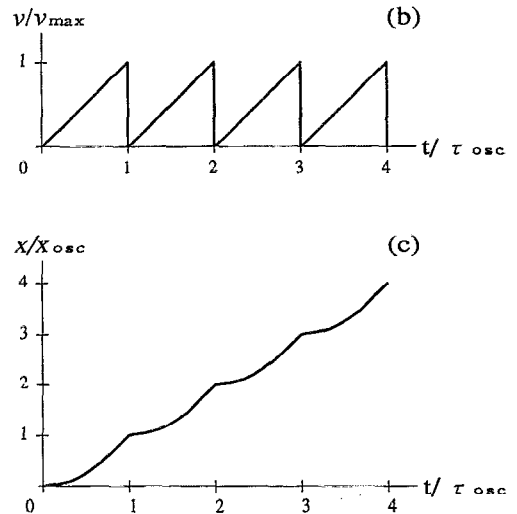 v/vmax (b)
1
0 1 2 3 4 t/ τ osc
x/xosc (c)
4
3
2
1
0 1 2 3 4 t/ τ osc